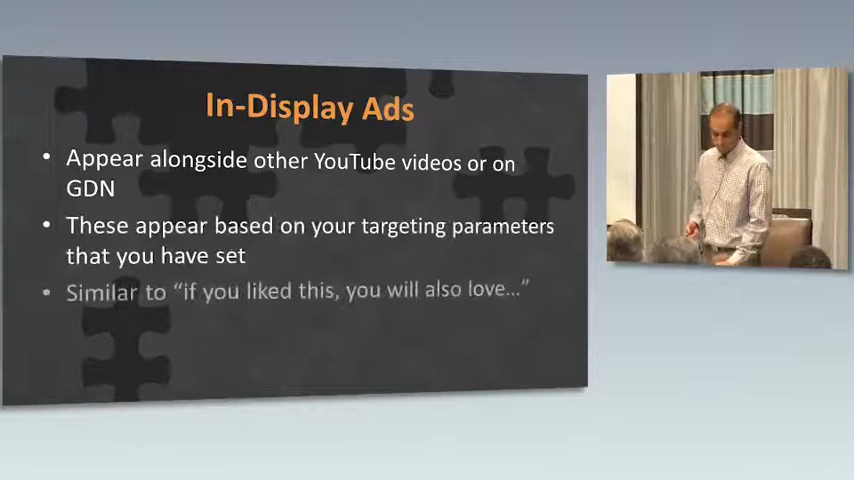 In-Display Ads
• Appear alongside other YouTube videos or on
GDN
• These appear based on your targeting parameters
that you have set
• Similar to “if you liked this, you will also love…”